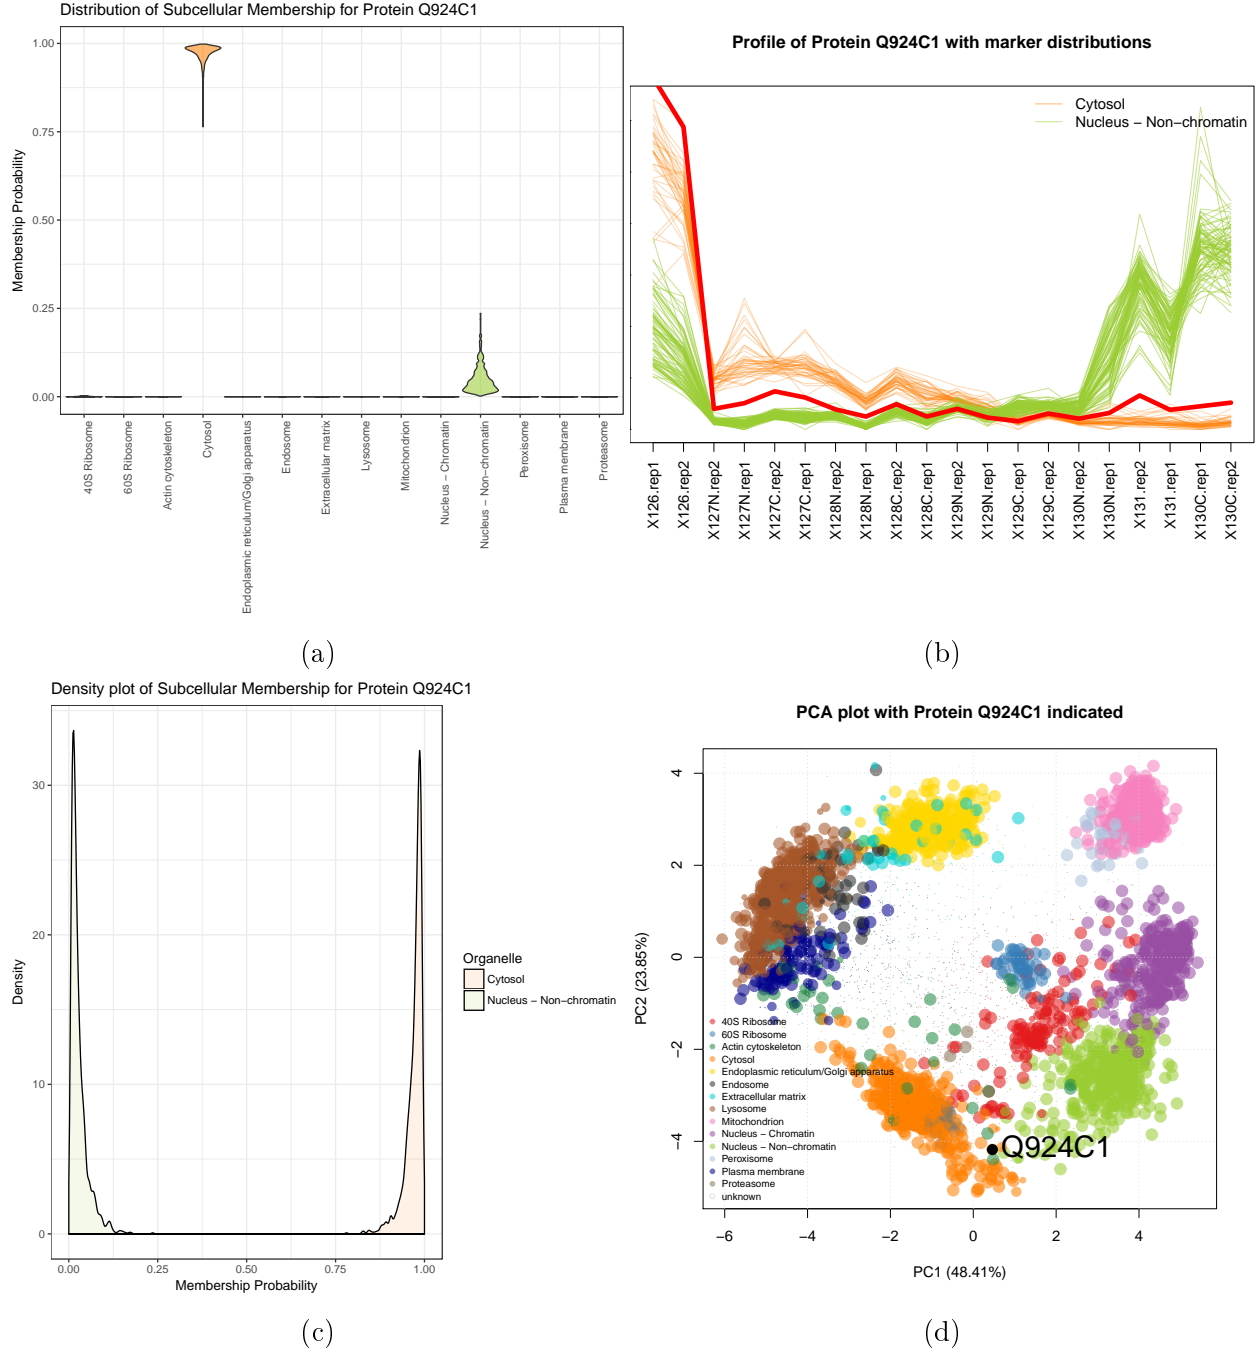 Distribution of Subcellular Membership for Protein Q924C1
Membership Probability
1.00
0.75
0.50
0.25
0.00
40S Ribosome
60S Ribosome
Actin cytoskeleton
Cytosol
Endoplasmic reticulum/Golgi apparatus
Endosome
Extracellular matrix
Lysosome
Mitochondrion
Nucleus − Chromatin
Nucleus − Non−chromatin
Peroxisome
Plasma membrane
Proteasome
(a)
Profile of Protein Q924C1 with marker distributions
Cytosol
Nucleus − Non−chromatin
X126.rep1
X126.rep2
X127N.rep2
X127N.rep1
X127C.rep2
X127C.rep1
X128N.rep2
X128N.rep1
X128C.rep2
X128C.rep1
X129N.rep2
X129N.rep1
X129C.rep1
X129C.rep2
X130N.rep2
X130N.rep1
X131.rep2
X131.rep1
X130C.rep1
X130C.rep2
(b)
Density plot of Subcellular Membership for Protein Q924C1
Density
30
20
10
0
0.00
0.25
0.50
0.75
1.00
Membership Probability
Organelle
Cytosol
Nucleus − Non−chromatin
(c)
PCA plot with Protein Q924C1 indicated
PC2 (23.85%)
4
2
0
−2
−4
40S Ribosome
60S Ribosome
Actin cytoskeleton
Cytosol
Endoplasmic reticulum/Golgi apparatus
Endosome
Extracellular matrix
Lysosome
Mitochondrion
Nucleus − Chromatin
Nucleus − Non−chromatin
Peroxisome
Plasma membrane
Proteasome
unknown
Q924C1
−6
−4
−2
0
2
4
PC1 (48.41%)
(d)